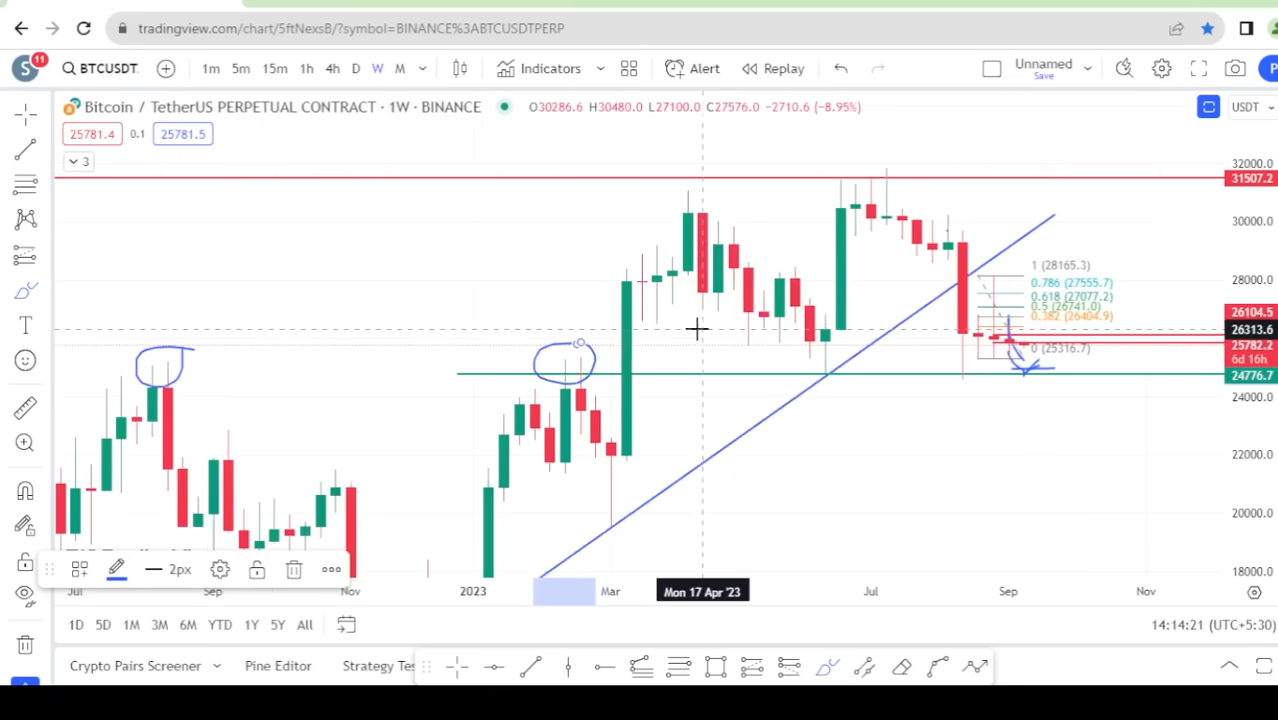 tradingview.com/chart/5ftNexsB/?symbol=BINANCE%3ABTCUSDTPERP
S 11 BTCUSDT 1m 5m 15m 1h 4h D W M Indicators Alert Replay Unnamed Save P
Bitcoin / TetherUS PERPETUAL CONTRACT · 1W · BINANCE O30286.6 H30480.0 L27100.0 C27576.0 −2710.6 (−8.95%) USDT
25781.4 0.1 25781.5
3
32000.0
31507.2
30000.0
1 (28165.3)
28000.0
0.786 (27555.7)
0.618 (27077.2)
0.5 (26741.0)
0.382 (26404.9)
26104.5
26313.6
25782.2
0 (25316.7)
6d 16h
24776.7
24000.0
22000.0
20000.0
18000.0
2px
Jul Sep Nov 2023 Mar Mon 17 Apr '23 Jul Sep Nov
1D 5D 1M 3M 6M YTD 1Y 5Y All 14:14:21 (UTC+5:30)
Crypto Pairs Screener Pine Editor Strategy Tes